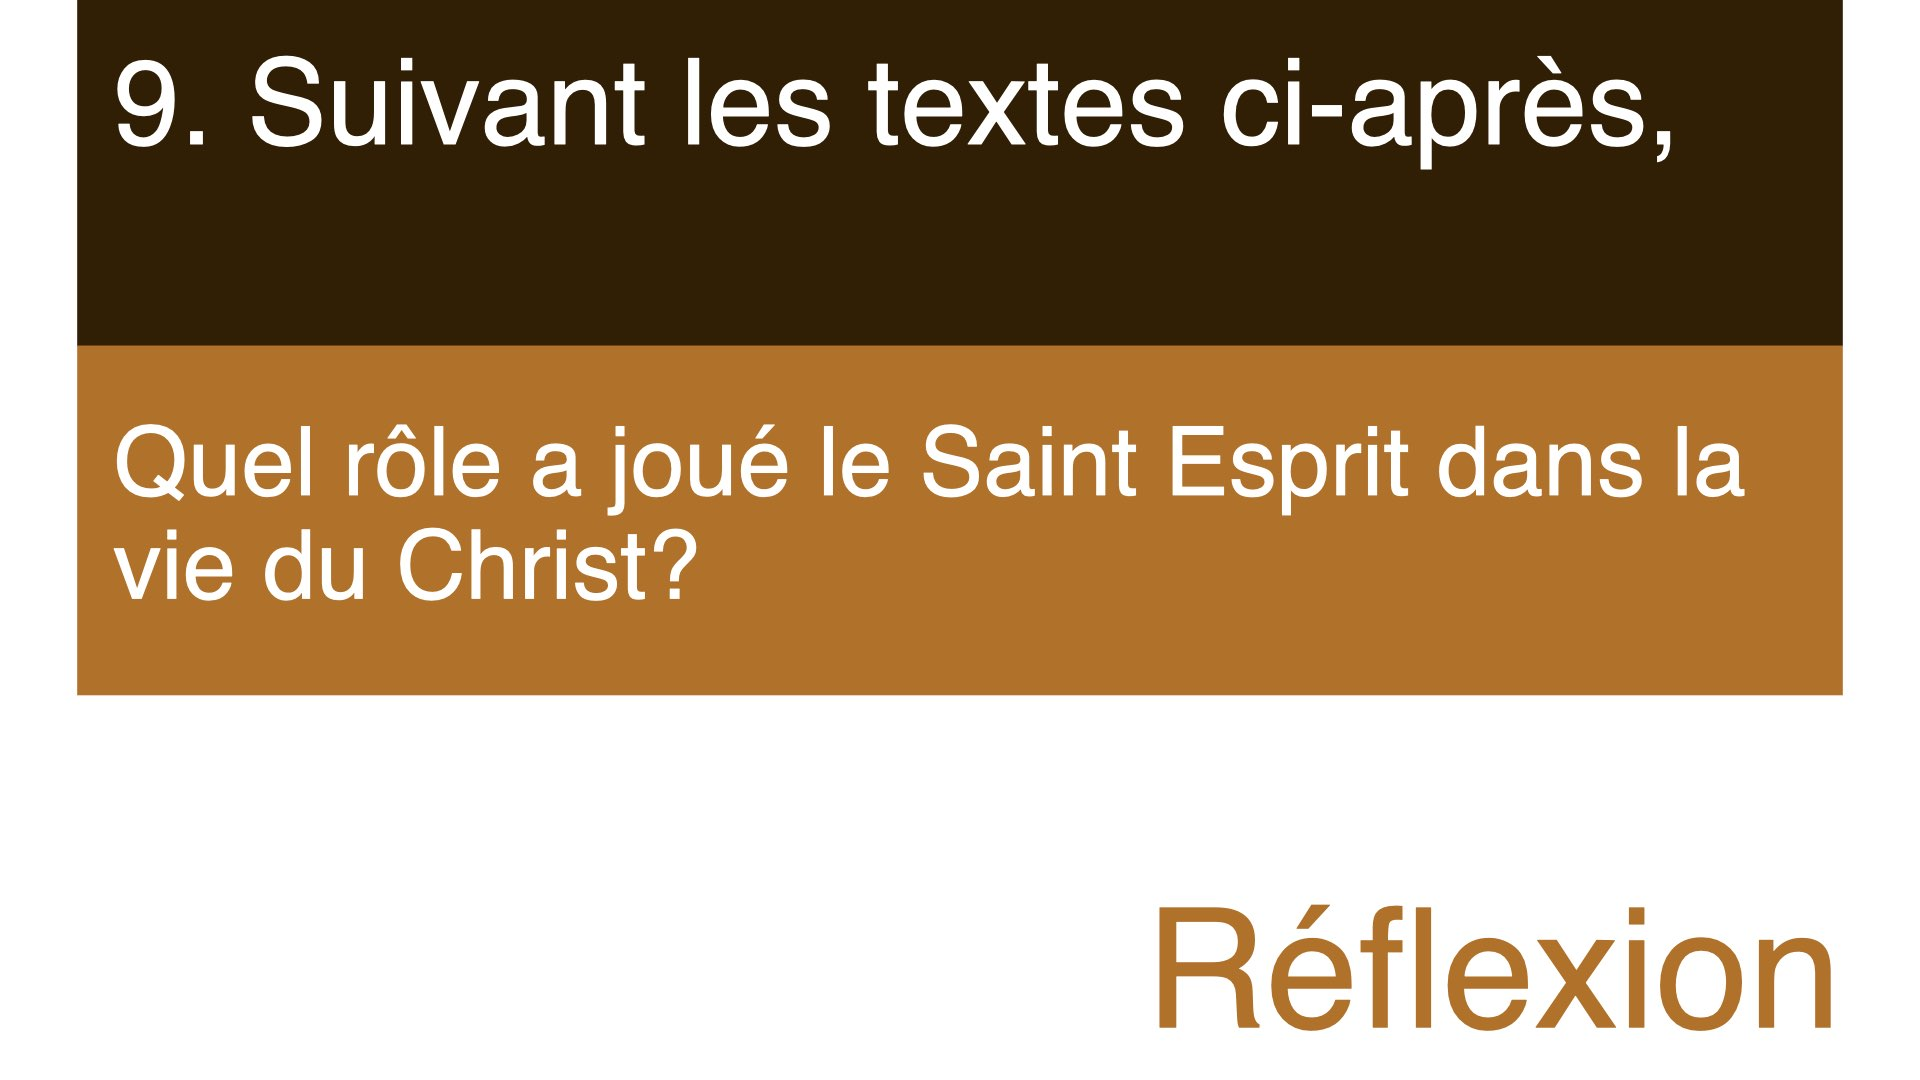 9. Suivant les textes ci-après,
Quel rôle a joué le Saint Esprit dans la
vie du Christ?
Réflexion